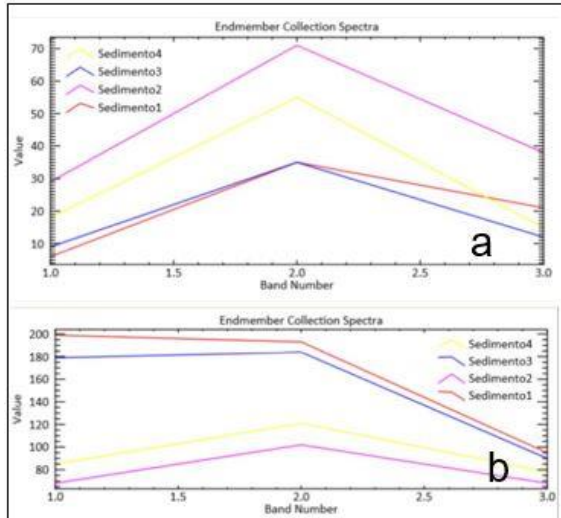 Endmember Collection Spectra
70
60
50
40
30
20
10
Value
Sedimento4
Sedimento3
Sedimento2
Sedimento1
a
1.0 1.5 2.0 2.5 3.0
Band Number
Endmember Collection Spectra
200
180
160
140
120
100
80
Value
Sedimento4
Sedimento3
Sedimento2
Sedimento1
b
1.0 1.5 2.0 2.5 3.0
Band Number